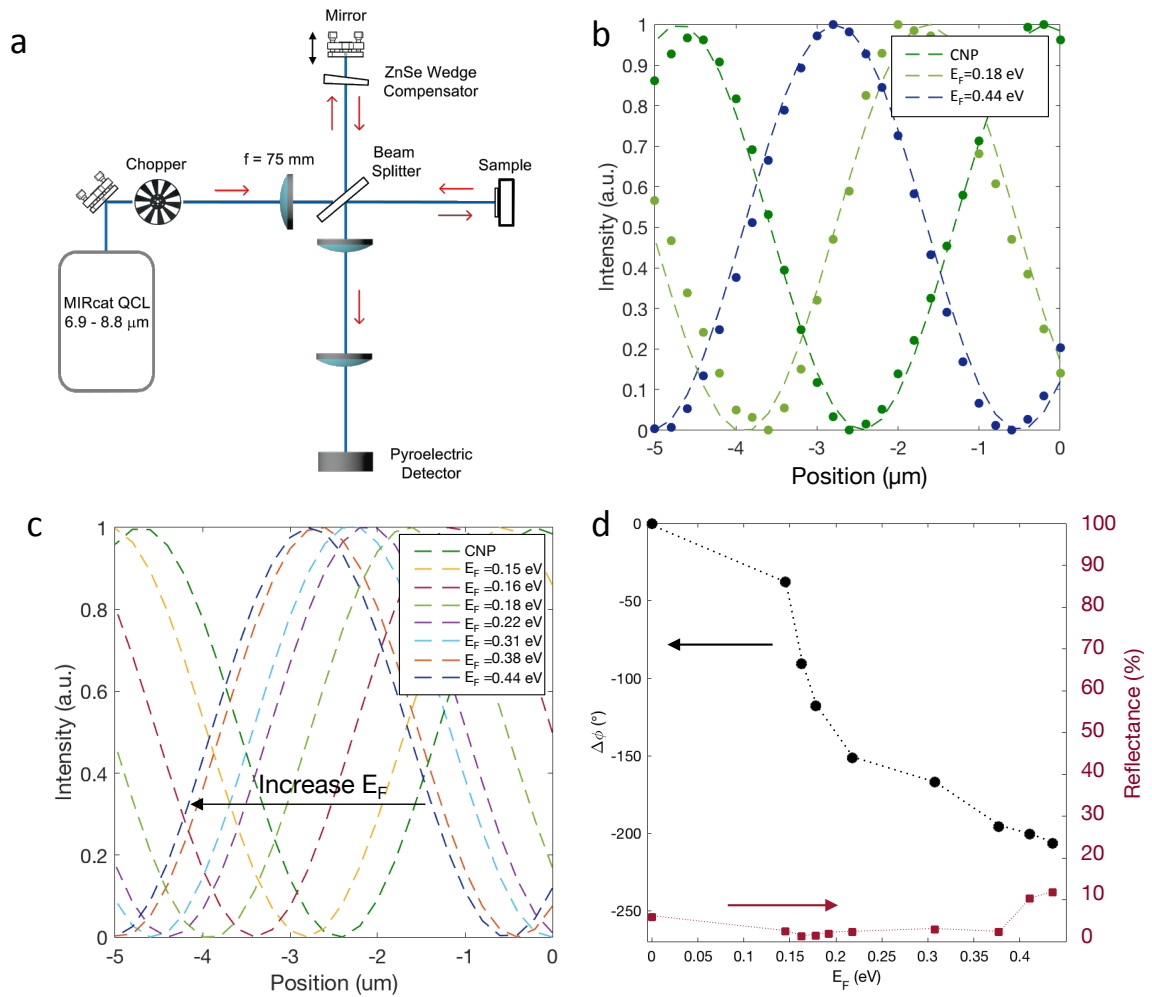 a
Mirror
ZnSe Wedge
Compensator
Chopper
f = 75 mm
Beam
Splitter
Sample
MIRcat QCL
6.9 - 8.8 μm
Pyroelectric
Detector
b
CNP
E_F=0.18 eV
E_F=0.44 eV
Intensity (a.u.)
1
0.9
0.8
0.7
0.6
0.5
0.4
0.3
0.2
0.1
0
-5
-4
-3
-2
-1
0
Position (μm)
c
CNP
E_F =0.15 eV
E_F =0.16 eV
E_F =0.18 eV
E_F =0.22 eV
E_F =0.31 eV
E_F =0.38 eV
E_F =0.44 eV
Increase E_F
Intensity (a.u.)
1
0.8
0.6
0.4
0.2
0
-5
-4
-3
-2
-1
0
Position (um)
d
Δϕ (°)
0
-50
-100
-150
-200
-250
0
0.05
0.1
0.15
0.2
0.25
0.3
0.35
0.4
E_F (eV)
100
90
80
70
60
50
40
30
20
10
0
Reflectance (%)